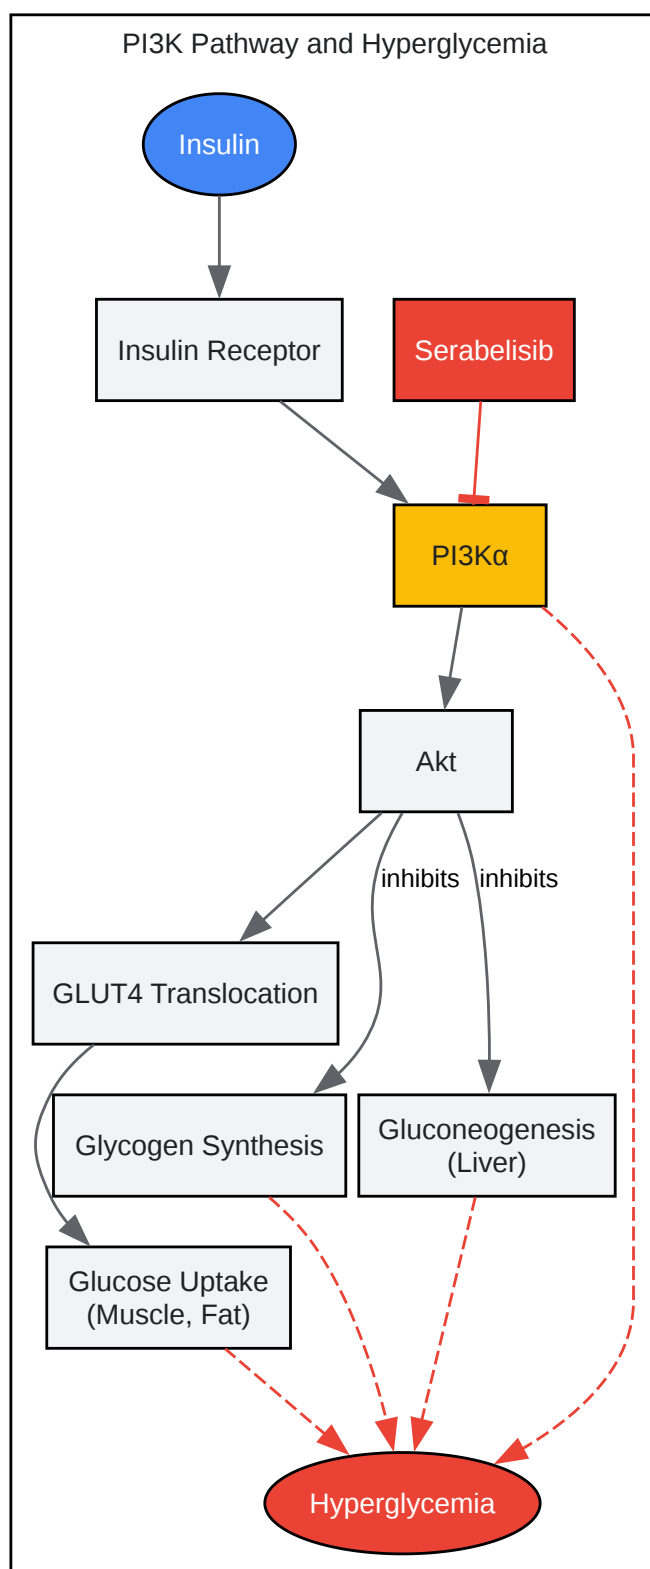 PI3K Pathway and Hyperglycemia
Insulin
Insulin Receptor
Serabelisib
PI3Kα
Akt
inhibits
inhibits
GLUT4 Translocation
Glycogen Synthesis
Gluconeogenesis
(Liver)
Glucose Uptake
(Muscle, Fat)
Hyperglycemia